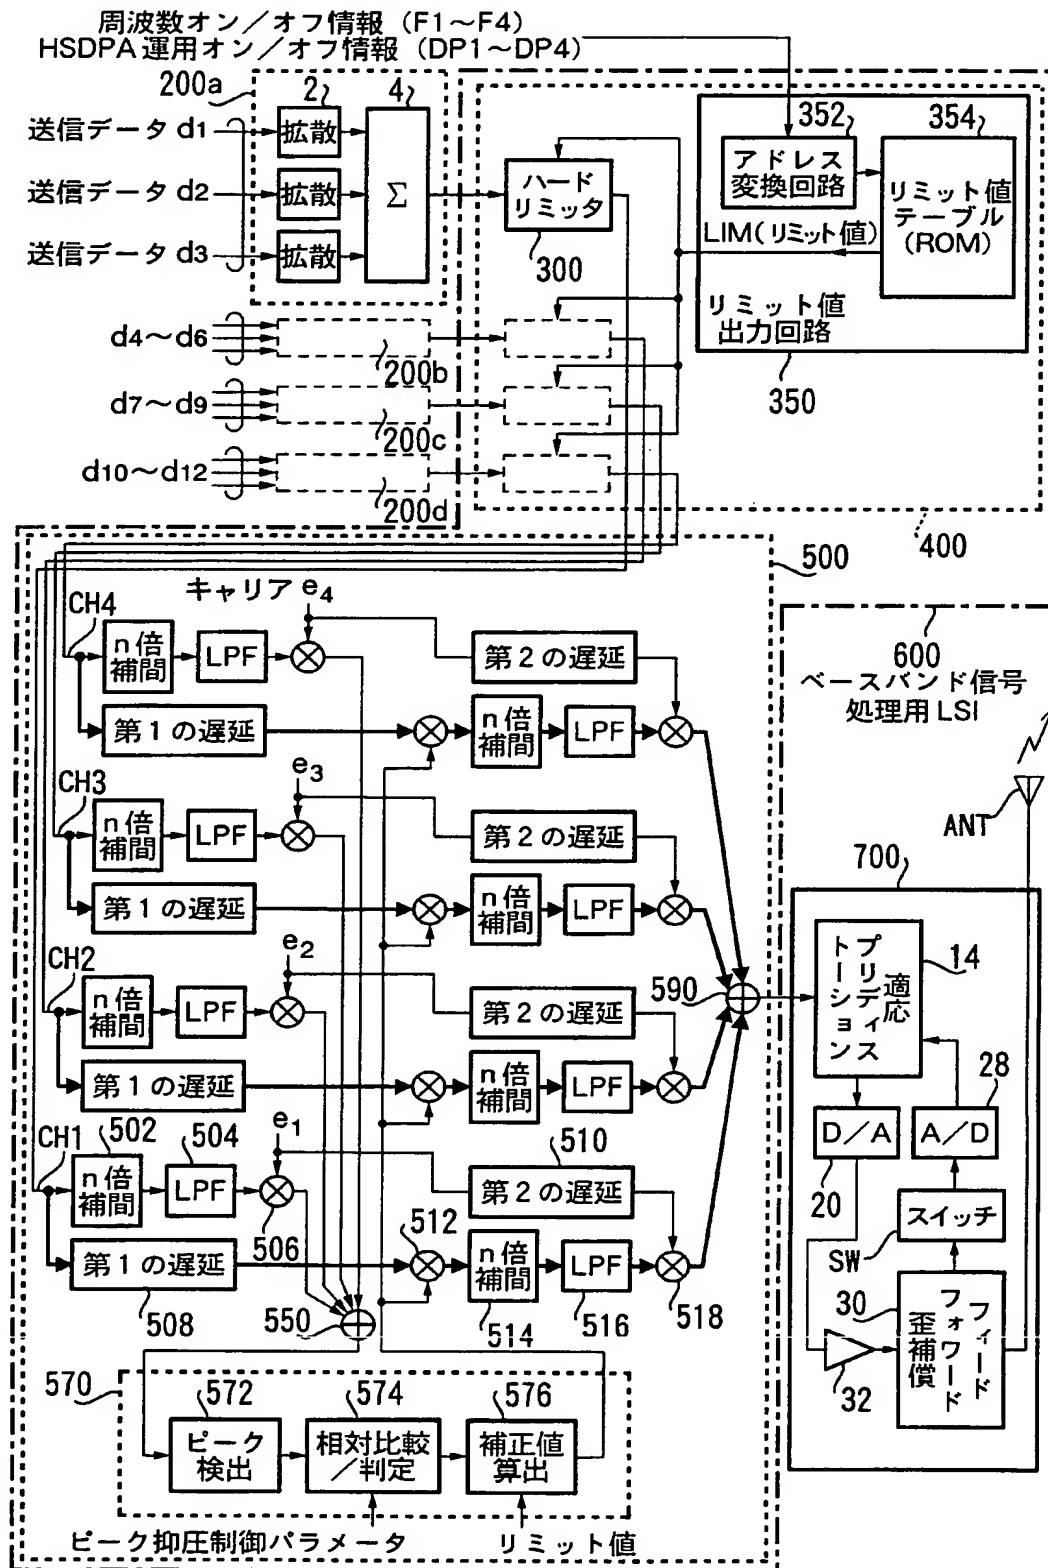 周波数オン／オフ情報（F1～F4）
HSDPA運用オン／オフ情報（DP1～DP4）
200a
2
4
送信データ d1
拡散
送信データ d2
拡散
Σ
送信データ d3
拡散
ハード
リミッタ
300
352
アドレス
変換回路
354
リミット値
テーブル
(ROM)
LIM(リミット値)
リミット値
出力回路
350
d4～d6
200b
d7～d9
200c
d10～d12
200d
400
500
キャリア e4
CH4
n倍
補間
LPF
第2の遅延
第1の遅延
n倍
補間
LPF
e3
CH3
n倍
補間
LPF
第2の遅延
第1の遅延
n倍
補間
LPF
e2
CH2
n倍
補間
LPF
第2の遅延
第1の遅延
n倍
補間
LPF
e1
CH1
502
n倍
補間
504
LPF
506
510
第2の遅延
第1の遅延
508
512
n倍
補間
514
LPF
516
518
550
590
570
572
ピーク
検出
574
相対比較
／判定
576
補正値
算出
ピーク抑圧制御パラメータ
リミット値
600
ベースバンド信号
処理用LSI
ANT
700
適応
プリディス
トーション
14
D／A
20
28
A／D
スイッチ
SW
30
フィード
フォワード
歪補償
32